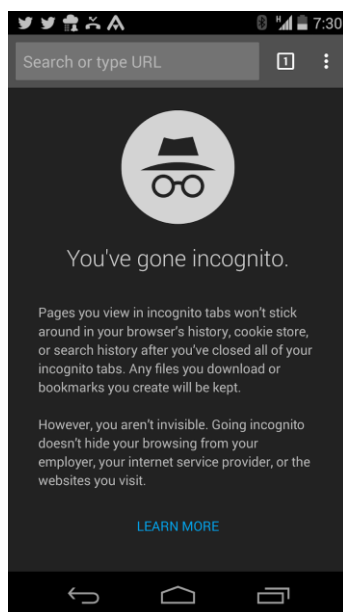 H
7:30
Search or type URL
1
You've gone incognito.
Pages you view in incognito tabs won't stick
around in your browser's history, cookie store,
or search history after you've closed all of your
incognito tabs. Any files you download or
bookmarks you create will be kept.
However, you aren't invisible. Going incognito
doesn't hide your browsing from your
employer, your internet service provider, or the
websites you visit.
LEARN MORE